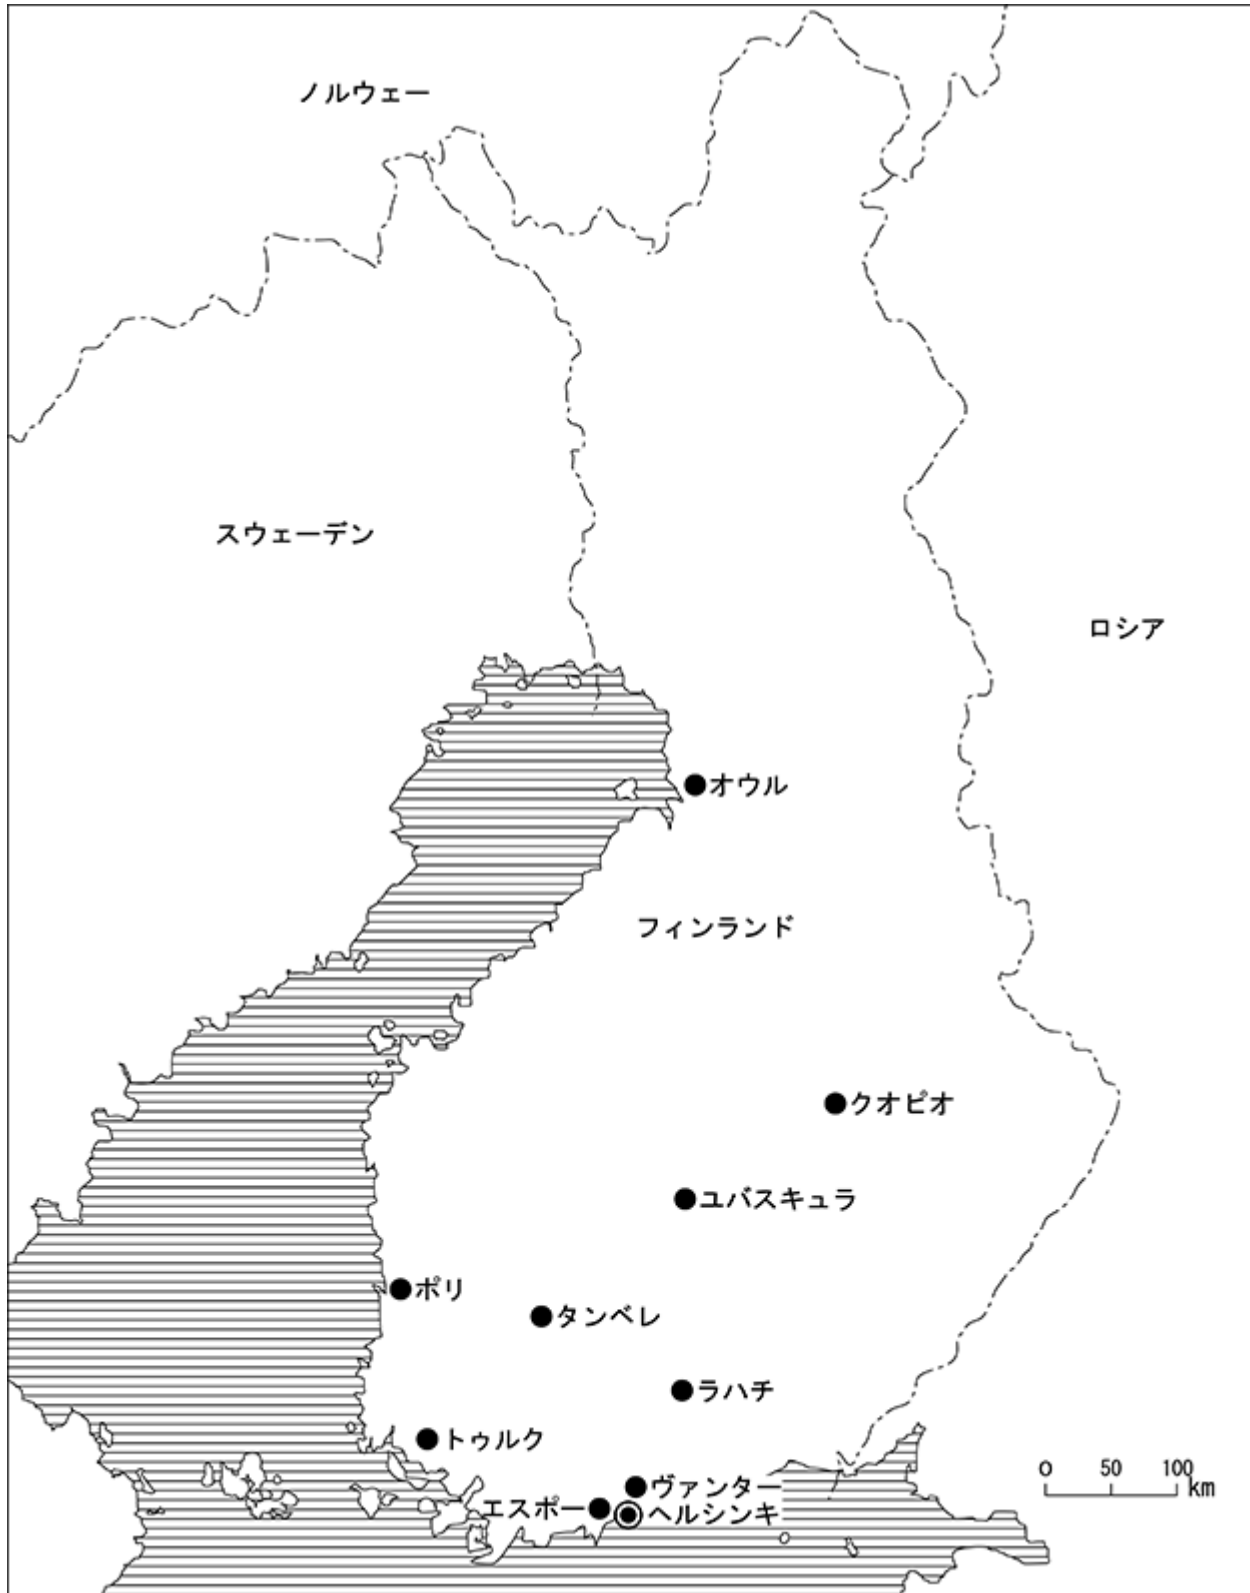 ノルウェー
スウェーデン
ロシア
オウル
フィンランド
クオピオ
ユバスキュラ
ポリ
タンペレ
ラハチ
トゥルク
ヴァンター
エスポー
ヘルシンキ
0 50 100
km